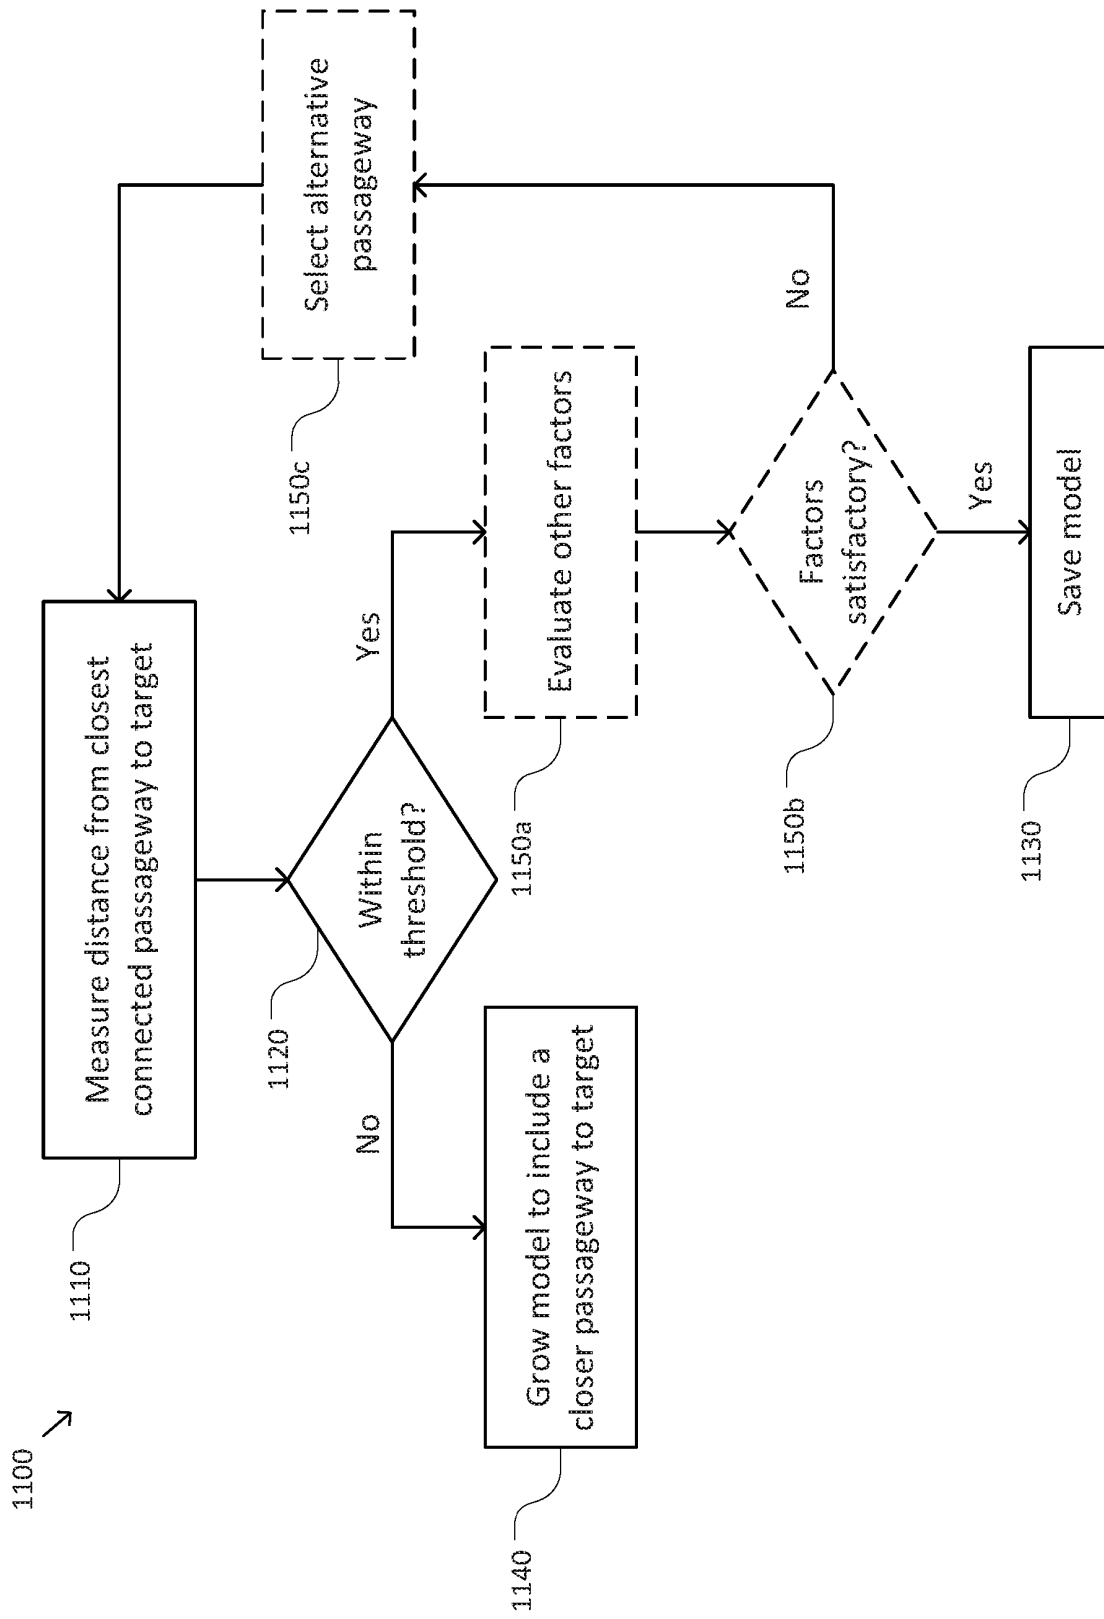 1100
1110
Measure distance from closest
connected passageway to target
1120
Within
threshold?
No
Yes
1140
Grow model to include a
closer passageway to target
1150a
Evaluate other factors
1150c
Select alternative
passageway
1150b
Factors
satisfactory?
No
Yes
1130
Save model